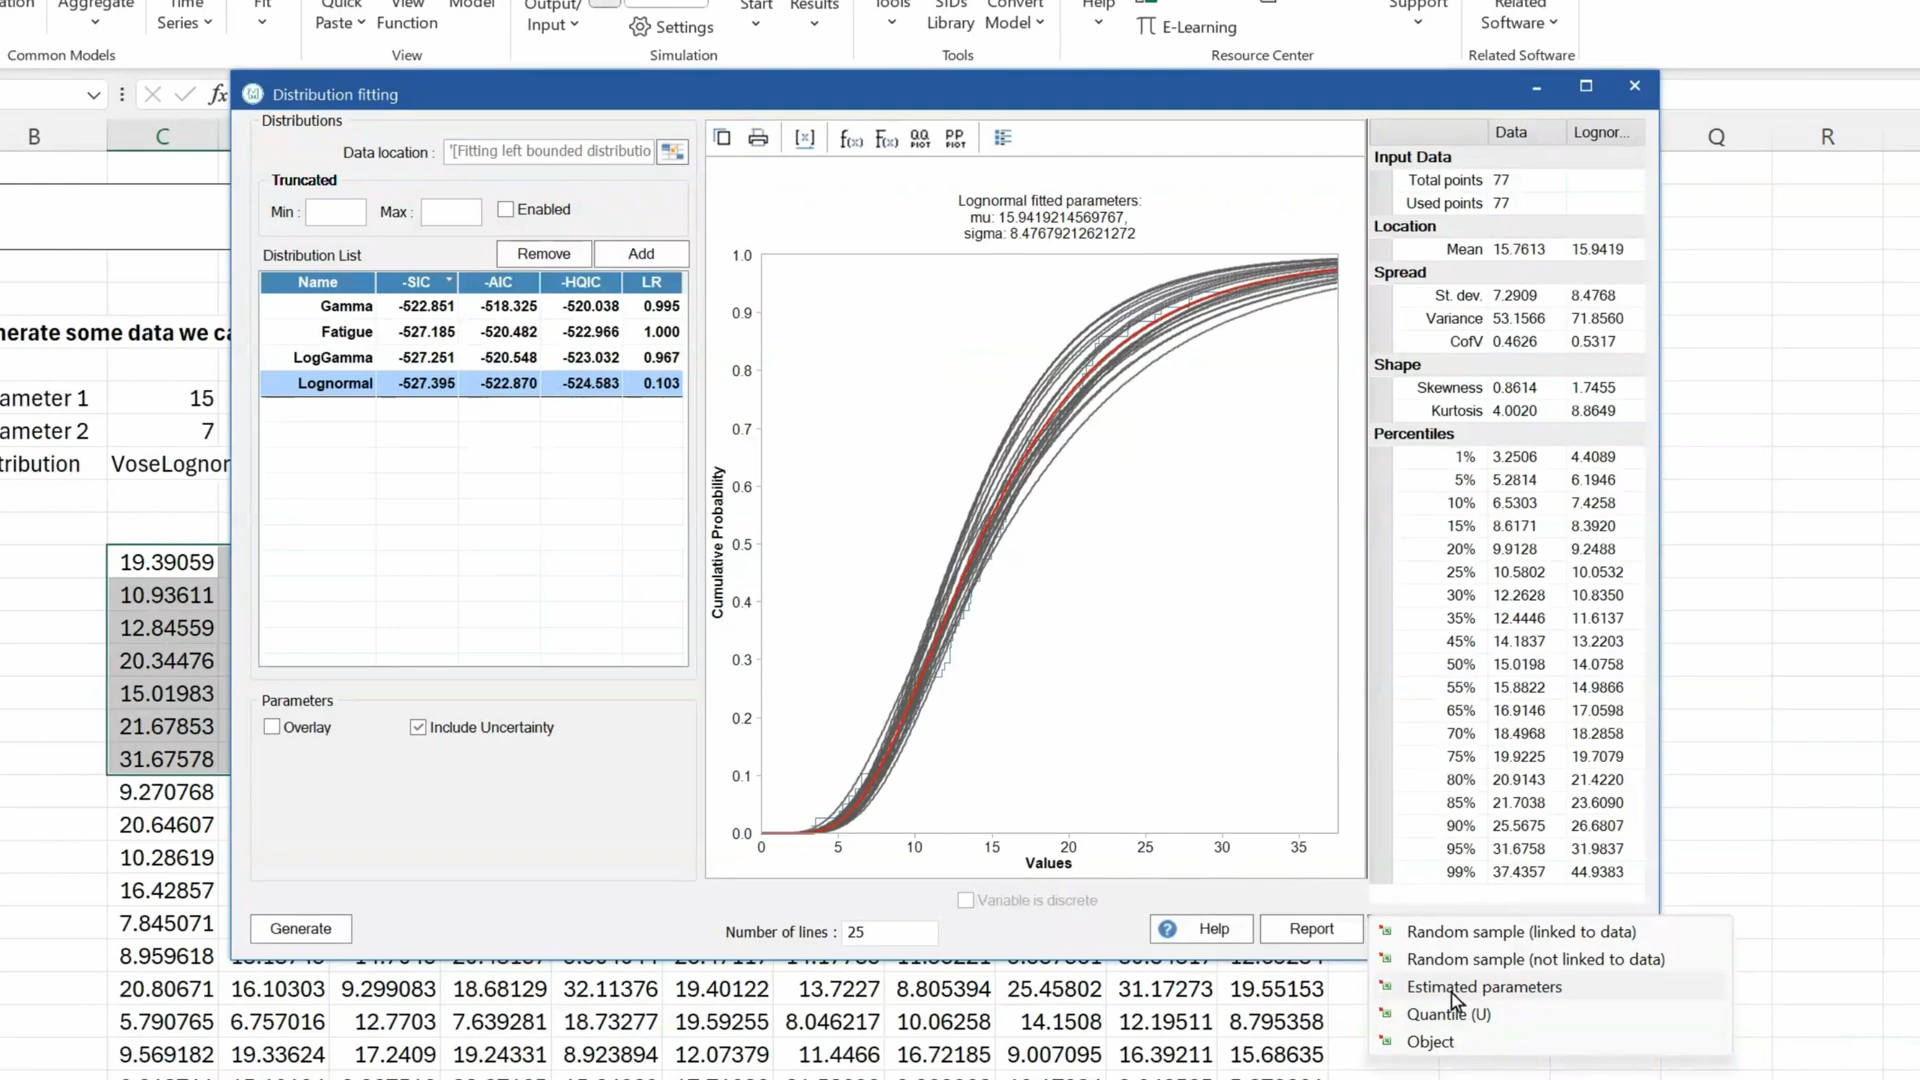 Aggregate
Time
Series
Fit
Quick
Paste
View
Function
Model
Output/
Input
Settings
Start
Results
Tools
SIDs
Library
Convert
Model
Help
E-Learning
Support
Related
Software
Common Models
View
Simulation
Tools
Resource Center
Related Software
fx
B C Q R
Distribution fitting
Distributions
Data location : '[Fitting left bounded distributio
Truncated
Min : Max : Enabled
Distribution List Remove Add
Name -SIC -AIC -HQIC LR
Gamma -522.851 -518.325 -520.038 0.995
Fatigue -527.185 -520.482 -522.966 1.000
LogGamma -527.251 -520.548 -523.032 0.967
Lognormal -527.395 -522.870 -524.583 0.103
Parameters
Overlay Include Uncertainty
Generate
[x] f(x) F(x) QQ PLOT PP PLOT
Lognormal fitted parameters:
mu: 15.9419214569767,
sigma: 8.47679212621272
1.0
0.9
0.8
0.7
0.6
0.5
0.4
0.3
0.2
0.1
0.0
Cumulative Probability
0 5 10 15 20 25 30 35
Values
Variable is discrete
Number of lines : 25
Help
Report
Data Lognor...
Input Data
Total points 77
Used points 77
Location
Mean 15.7613 15.9419
Spread
St. dev. 7.2909 8.4768
Variance 53.1566 71.8560
CofV 0.4626 0.5317
Shape
Skewness 0.8614 1.7455
Kurtosis 4.0020 8.8649
Percentiles
1% 3.2506 4.4089
5% 5.2814 6.1946
10% 6.5303 7.4258
15% 8.6171 8.3920
20% 9.9128 9.2488
25% 10.5802 10.0532
30% 12.2628 10.8350
35% 12.4446 11.6137
45% 14.1837 13.2203
50% 15.0198 14.0758
55% 15.8822 14.9866
65% 16.9146 17.0598
70% 18.4968 18.2858
75% 19.9225 19.7079
80% 20.9143 21.4220
85% 21.7038 23.6090
90% 25.5675 26.6807
95% 31.6758 31.9837
99% 37.4357 44.9383
Random sample (linked to data)
Random sample (not linked to data)
Estimated parameters
Quantile (U)
Object
nerate some data we ca
ameter 1 15
ameter 2 7
tribution VoseLognor
19.39059
10.93611
12.84559
20.34476
15.01983
21.67853
31.67578
9.270768
20.64607
10.28619
16.42857
7.845071
8.959618
20.80671 16.10303 9.299083 18.68129 32.11376 19.40122 13.7227 8.805394 25.45802 31.17273 19.55153
5.790765 6.757016 12.7703 7.639281 18.73277 19.59255 8.046217 10.06258 14.1508 12.19511 8.795358
9.569182 19.33624 17.2409 19.24331 8.923894 12.07379 11.4466 16.72185 9.007095 16.39211 15.68635